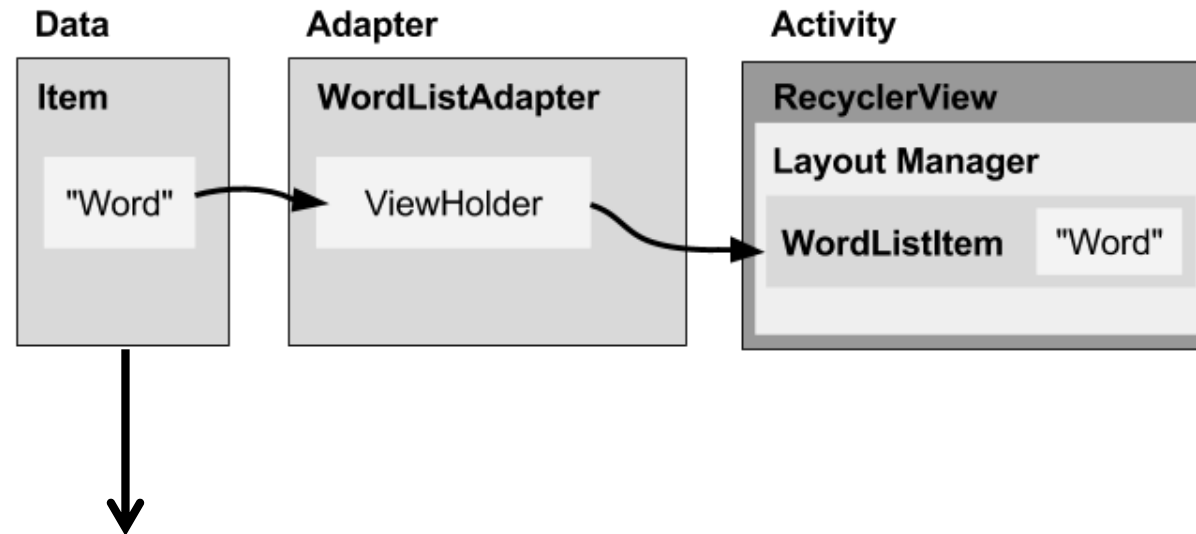 Data
Adapter
Activity
Item
WordListAdapter
RecyclerView
Layout Manager
"Word"
ViewHolder
WordListItem
"Word"